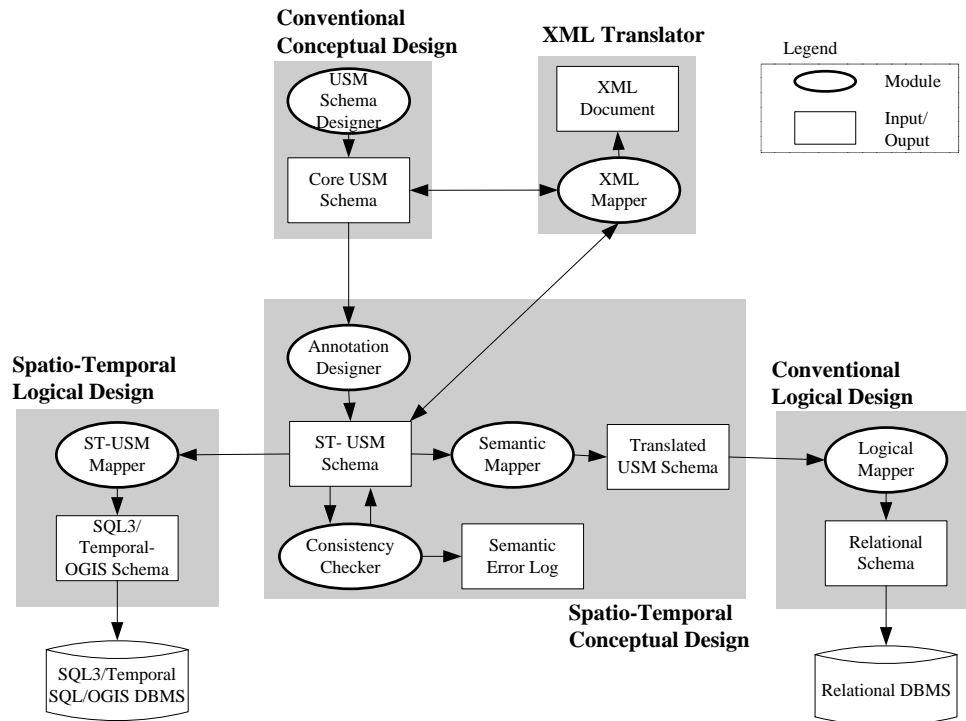 Conventional
Conceptual Design
USM
Schema
Designer
Core USM
Schema
XML Translator
XML
Document
XML
Mapper
Legend
Module
Input/
Ouput
Annotation
Designer
ST- USM
Schema
Semantic
Mapper
Translated
USM Schema
Consistency
Checker
Semantic
Error Log
Spatio-Temporal
Conceptual Design
Spatio-Temporal
Logical Design
ST-USM
Mapper
SQL3/
Temporal-
OGIS Schema
SQL3/Temporal
SQL/OGIS DBMS
Conventional
Logical Design
Logical
Mapper
Relational
Schema
Relational DBMS